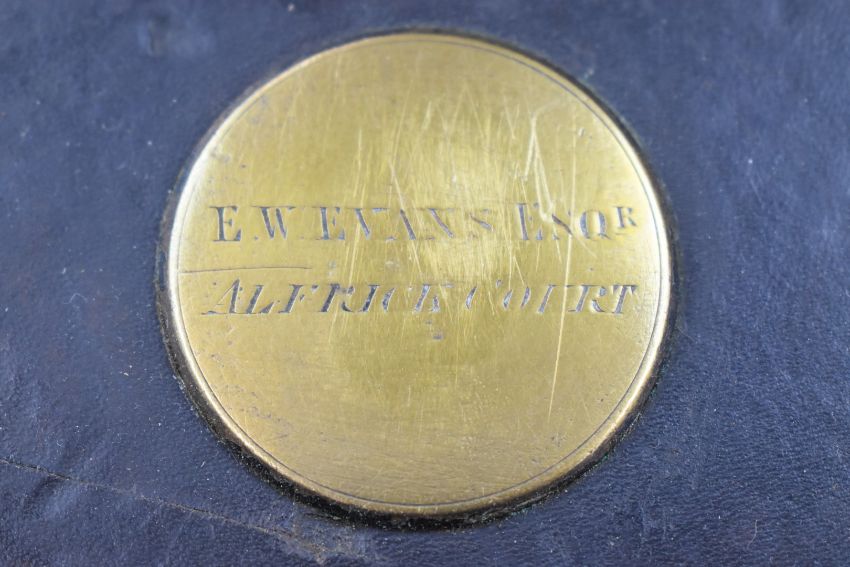 E.W. EVANS ESQR
ALFRICK COURT